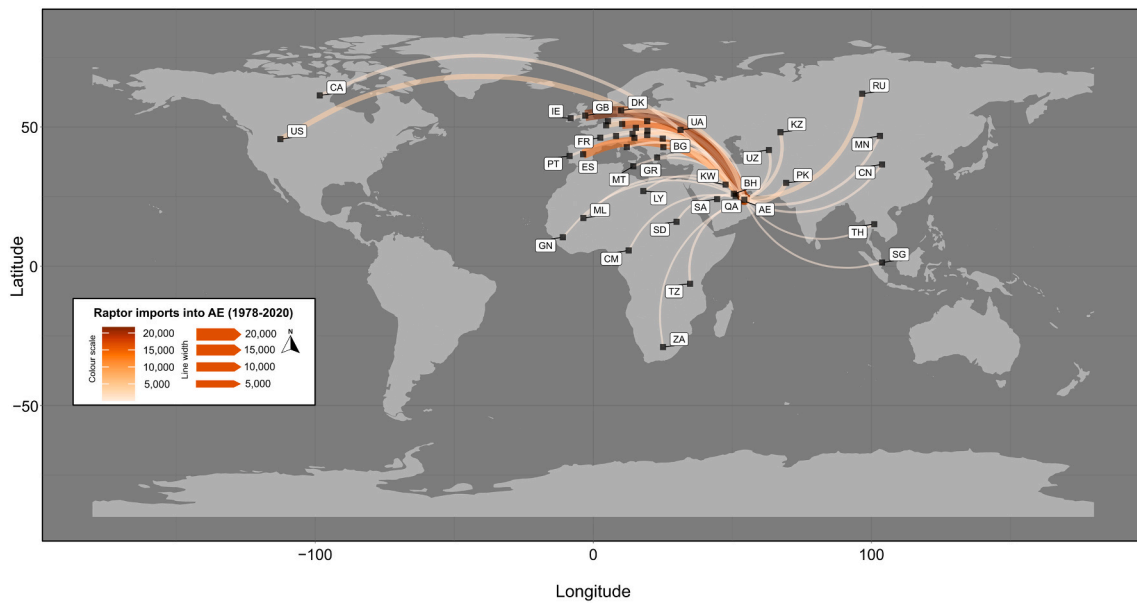 CA
RU
GB
DK
IE
US
UA
KZ
50
MN
FR
BG
UZ
PT
ES
GR
CN
MT
KW
BH
PK
LY
SA
QA
AE
ML
SD
TH
GN
CM
SG
0
TZ
Latitude
Raptor imports into AE (1978-2020)
Colour scale
20,000
15,000
10,000
5,000
Line width
20,000
15,000
10,000
5,000
N
ZA
−50
−100
0
100
Longitude